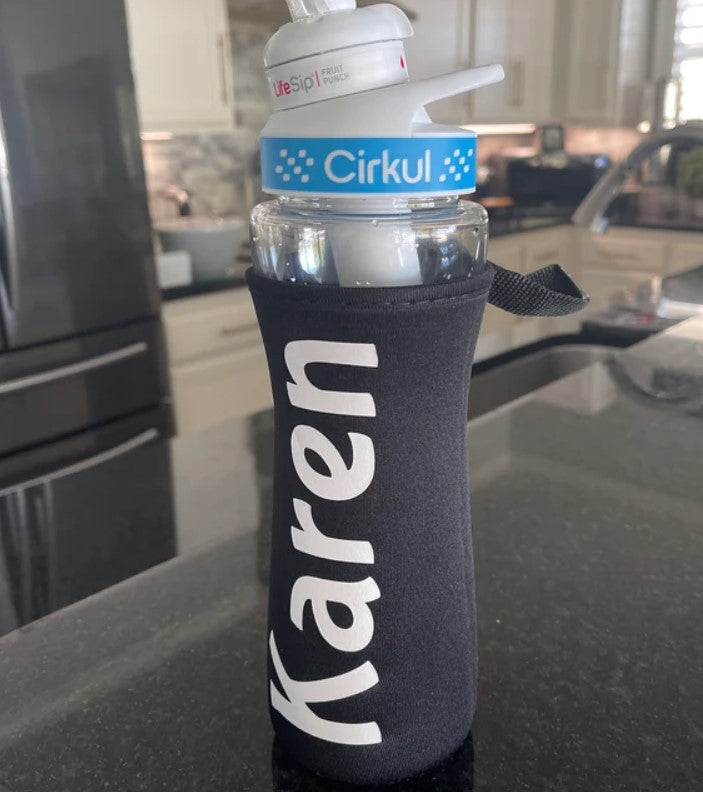 LifeSip® | FRUIT
PUNCH
Cirkul
Karen